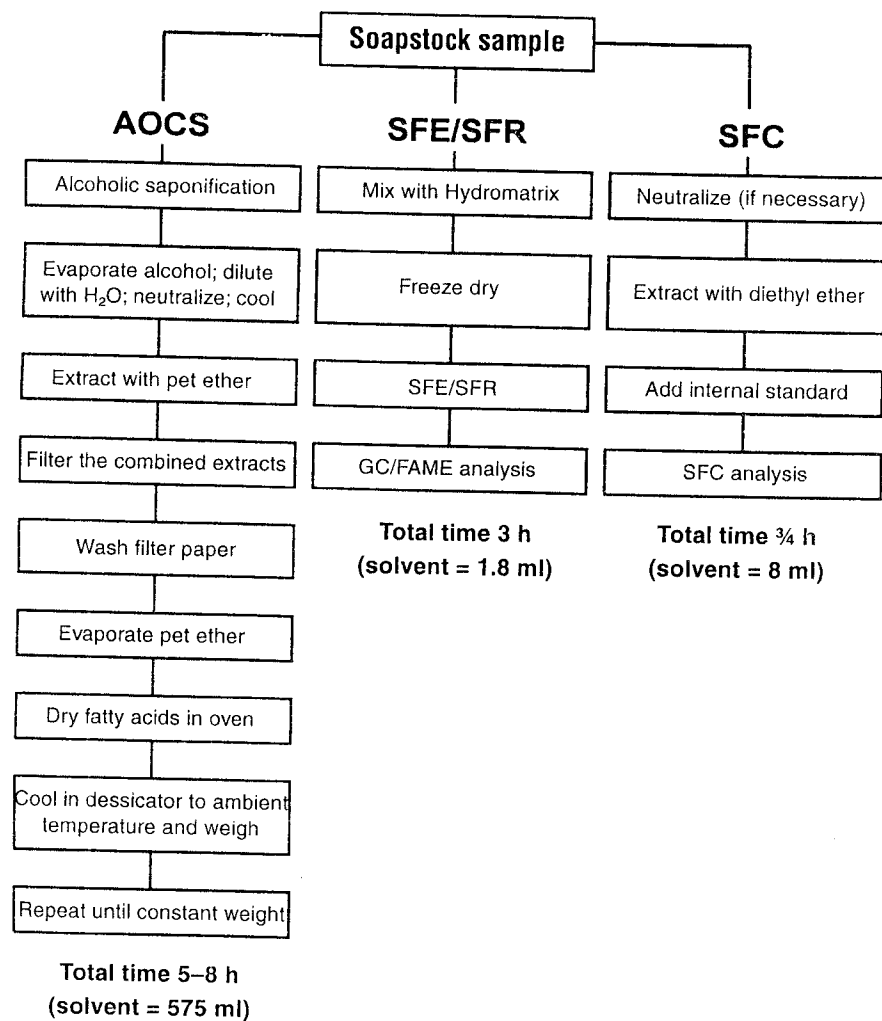 Soapstock sample
AOCS
Alcoholic saponification
Evaporate alcohol; dilute
with H₂O; neutralize; cool
Extract with pet ether
Filter the combined extracts
Wash filter paper
Evaporate pet ether
Dry fatty acids in oven
Cool in dessicator to ambient
temperature and weigh
Repeat until constant weight
Total time 5–8 h
(solvent = 575 ml)
SFE/SFR
Mix with Hydromatrix
Freeze dry
SFE/SFR
GC/FAME analysis
Total time 3 h
(solvent = 1.8 ml)
SFC
Neutralize (if necessary)
Extract with diethyl ether
Add internal standard
SFC analysis
Total time ¾ h
(solvent = 8 ml)